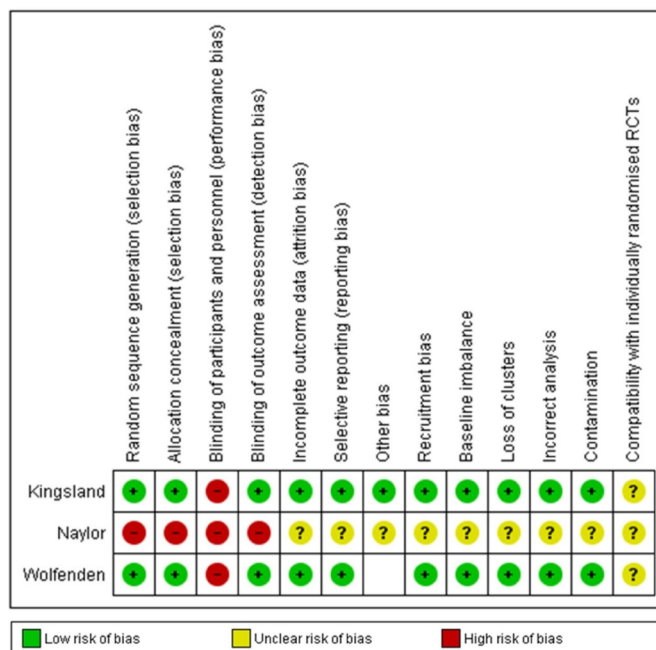 Random sequence generation (selection bias)
Allocation concealment (selection bias)
Blinding of participants and personnel (performance bias)
Blinding of outcome assessment (detection bias)
Incomplete outcome data (attrition bias)
Selective reporting (reporting bias)
Other bias
Recruitment bias
Baseline imbalance
Loss of clusters
Incorrect analysis
Contamination
Compatibility with individually randomised RCTs
Kingsland + + - + + + + + + + + + ?
Naylor - - - - ? ? ? ? ? ? ? ? ?
Wolfenden + + - + + + + + + + + ?
Low risk of bias Unclear risk of bias High risk of bias